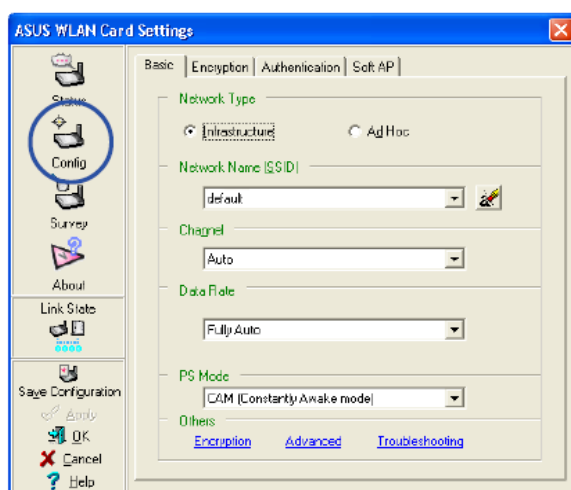 ASUS WLAN Card Settings
Status
Config
Survey
About
Link State
Save Configuration
Apply
OK
Cancel
Help
Basic
Encryption
Authentication
Soft AP
Network Type
Infrastructure
Ad Hoc
Network Name (SSID)
default
Channel
Auto
Data Rate
Fully Auto
PS Mode
CAM (Constantly Awake mode)
Others
Encryption
Advanced
Troubleshooting